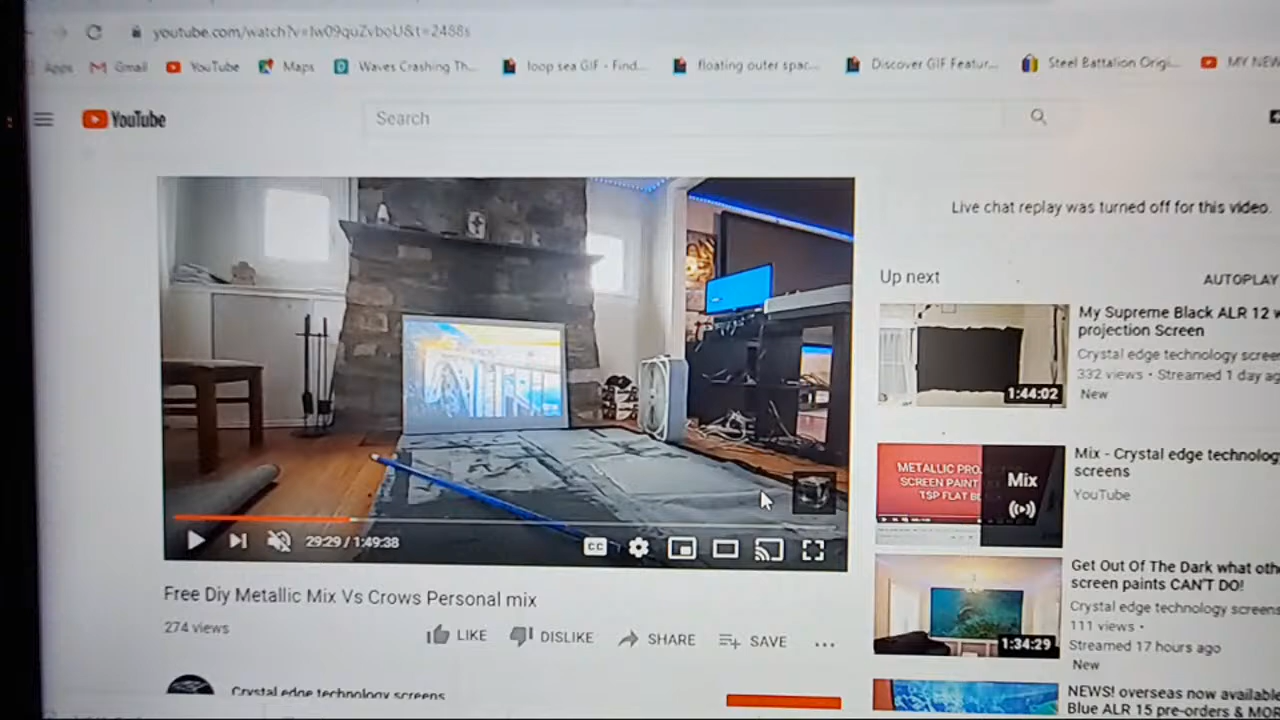 youtube.com/watch?v=Iw09quZvboU&t=2488s
Apps Gmail YouTube Maps Waves Crashing Th... loop sea GIF - Find... floating outer spac... Discover GIF Featur... Steel Battalion Origi... MY NEW
YouTube
Search
Live chat replay was turned off for this video.
Up next
AUTOPLAY
My Supreme Black ALR 12 w
projection Screen
Crystal edge technology scree
332 views • Streamed 1 day ag
New
1:44:02
Mix - Crystal edge technolog
screens
YouTube
METALLIC PRO
SCREEN PAINT
TSP FLAT BL
Mix
Get Out Of The Dark what oth
screen paints CAN'T DO!
Crystal edge technology screens
111 views •
Streamed 17 hours ago
New
1:34:29
NEWS! overseas now available
Blue ALR 15 pre-orders & MOR
29:29 / 1:49:38
CC
Free Diy Metallic Mix Vs Crows Personal mix
274 views
LIKE DISLIKE SHARE SAVE ...
Crystal edge technology screens